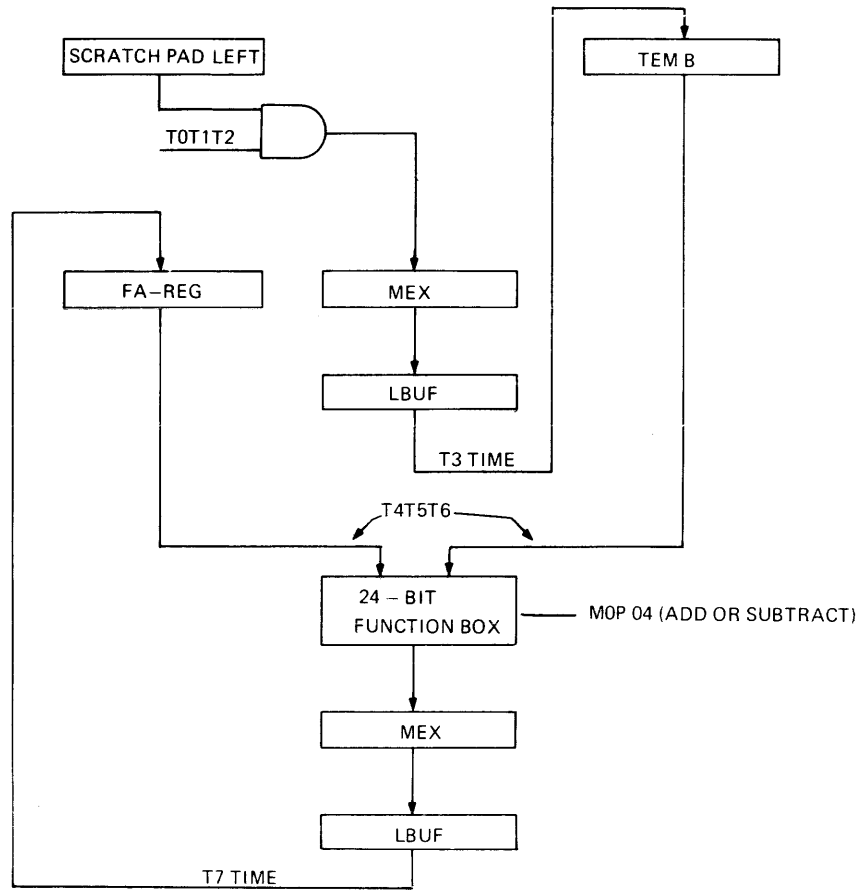 SCRATCH PAD LEFT
TEM B
T0T1T2
FA-REG
MEX
LBUF
T3 TIME
T4T5T6
24 - BIT
FUNCTION BOX
MOP 04 (ADD OR SUBTRACT)
MEX
LBUF
T7 TIME